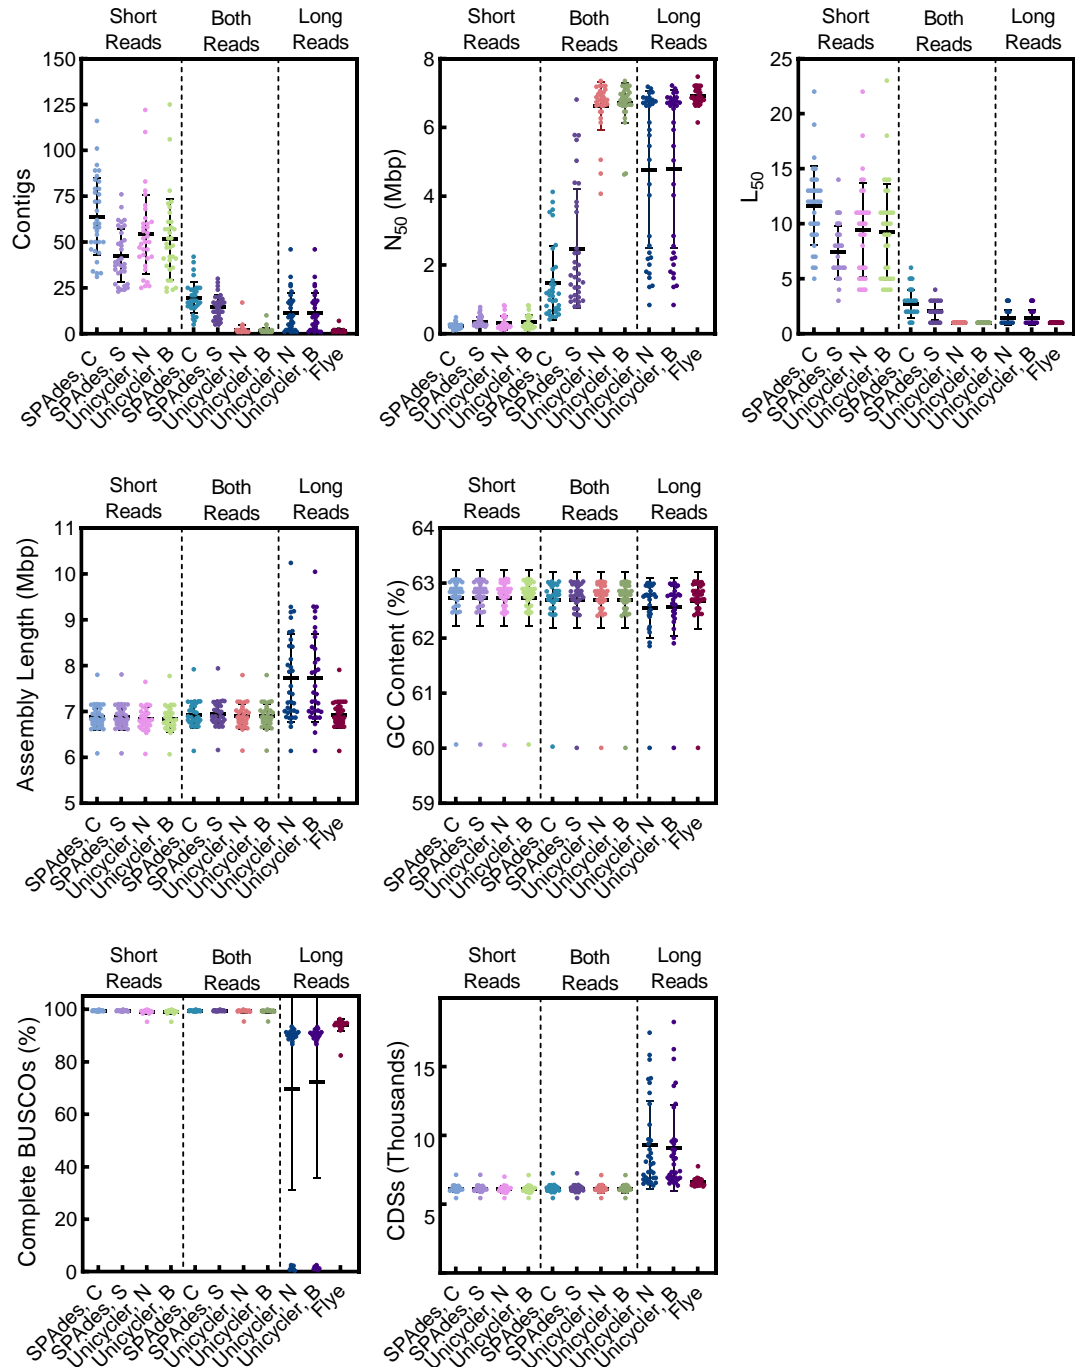 Short Reads
Both Reads
Long Reads
Contigs
150
125
100
75
50
25
0
SPAdes, C
SPAdes, S
Unicycler, N
Unicycler, B
SPAdes, C
SPAdes, S
Unicycler, N
Unicycler, B
Unicycler, N
Unicycler, B
Flye
Short Reads
Both Reads
Long Reads
N50 (Mbp)
8
6
4
2
0
SPAdes, C
SPAdes, S
Unicycler, N
Unicycler, B
SPAdes, C
SPAdes, S
Unicycler, N
Unicycler, B
Unicycler, N
Unicycler, B
Flye
Short Reads
Both Reads
Long Reads
L50
25
20
15
10
5
0
SPAdes, C
SPAdes, S
Unicycler, N
Unicycler, B
SPAdes, C
SPAdes, S
Unicycler, N
Unicycler, B
Unicycler, N
Unicycler, B
Flye
Short Reads
Both Reads
Long Reads
Assembly Length (Mbp)
11
10
9
8
7
6
5
SPAdes, C
SPAdes, S
Unicycler, N
Unicycler, B
SPAdes, C
SPAdes, S
Unicycler, N
Unicycler, B
Unicycler, N
Unicycler, B
Flye
Short Reads
Both Reads
Long Reads
GC Content (%)
64
63
62
61
60
59
SPAdes, C
SPAdes, S
Unicycler, N
Unicycler, B
SPAdes, C
SPAdes, S
Unicycler, N
Unicycler, B
Unicycler, N
Unicycler, B
Flye
Short Reads
Both Reads
Long Reads
Complete BUSCOs (%)
100
80
60
40
20
0
SPAdes, C
SPAdes, S
Unicycler, N
Unicycler, B
SPAdes, C
SPAdes, S
Unicycler, N
Unicycler, B
Unicycler, N
Unicycler, B
Flye
Short Reads
Both Reads
Long Reads
CDSs (Thousands)
15
10
5
SPAdes, C
SPAdes, S
Unicycler, N
Unicycler, B
SPAdes, C
SPAdes, S
Unicycler, N
Unicycler, B
Unicycler, N
Unicycler, B
Flye